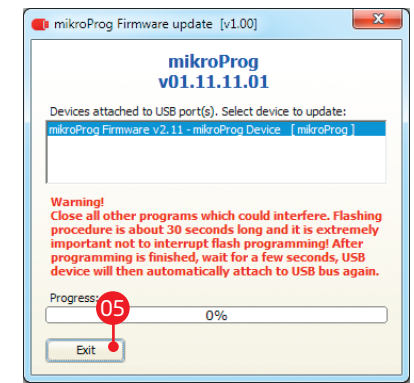 mikroProg Firmware update [v1.00]
x
mikroProg
v01.11.11.01
Devices attached to USB port(s). Select device to update:
mikroProg Firmware v2.11 - mikroProg Device [ mikroProg ]
Warning!
Close all other programs which could interfere. Flashing
procedure is about 30 seconds long and it is extremely
important not to interrupt flash programming! After
programming is finished, wait for a few seconds, USB
device will then automatically attach to USB bus again.
Progress:
05
0%
Exit